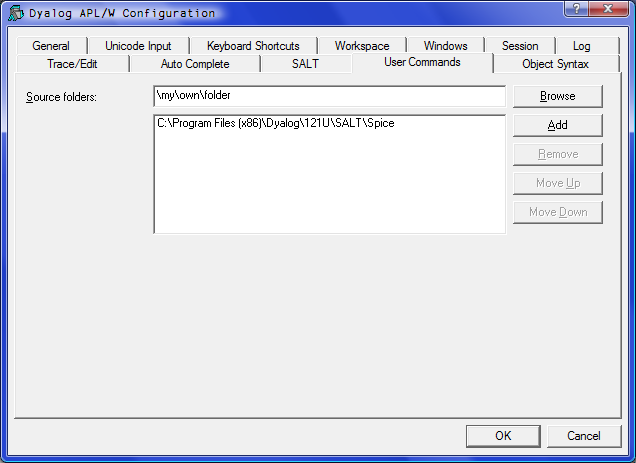 Dyalog APL/W Configuration
General Unicode Input Keyboard Shortcuts Workspace Windows Session Log
Trace/Edit Auto Complete SALT User Commands Object Syntax
Source folders: \my\own\folder Browse
C:\Program Files (x86)\Dyalog\121U\SALT\Spice Add
Remove
Move Up
Move Down
OK Cancel